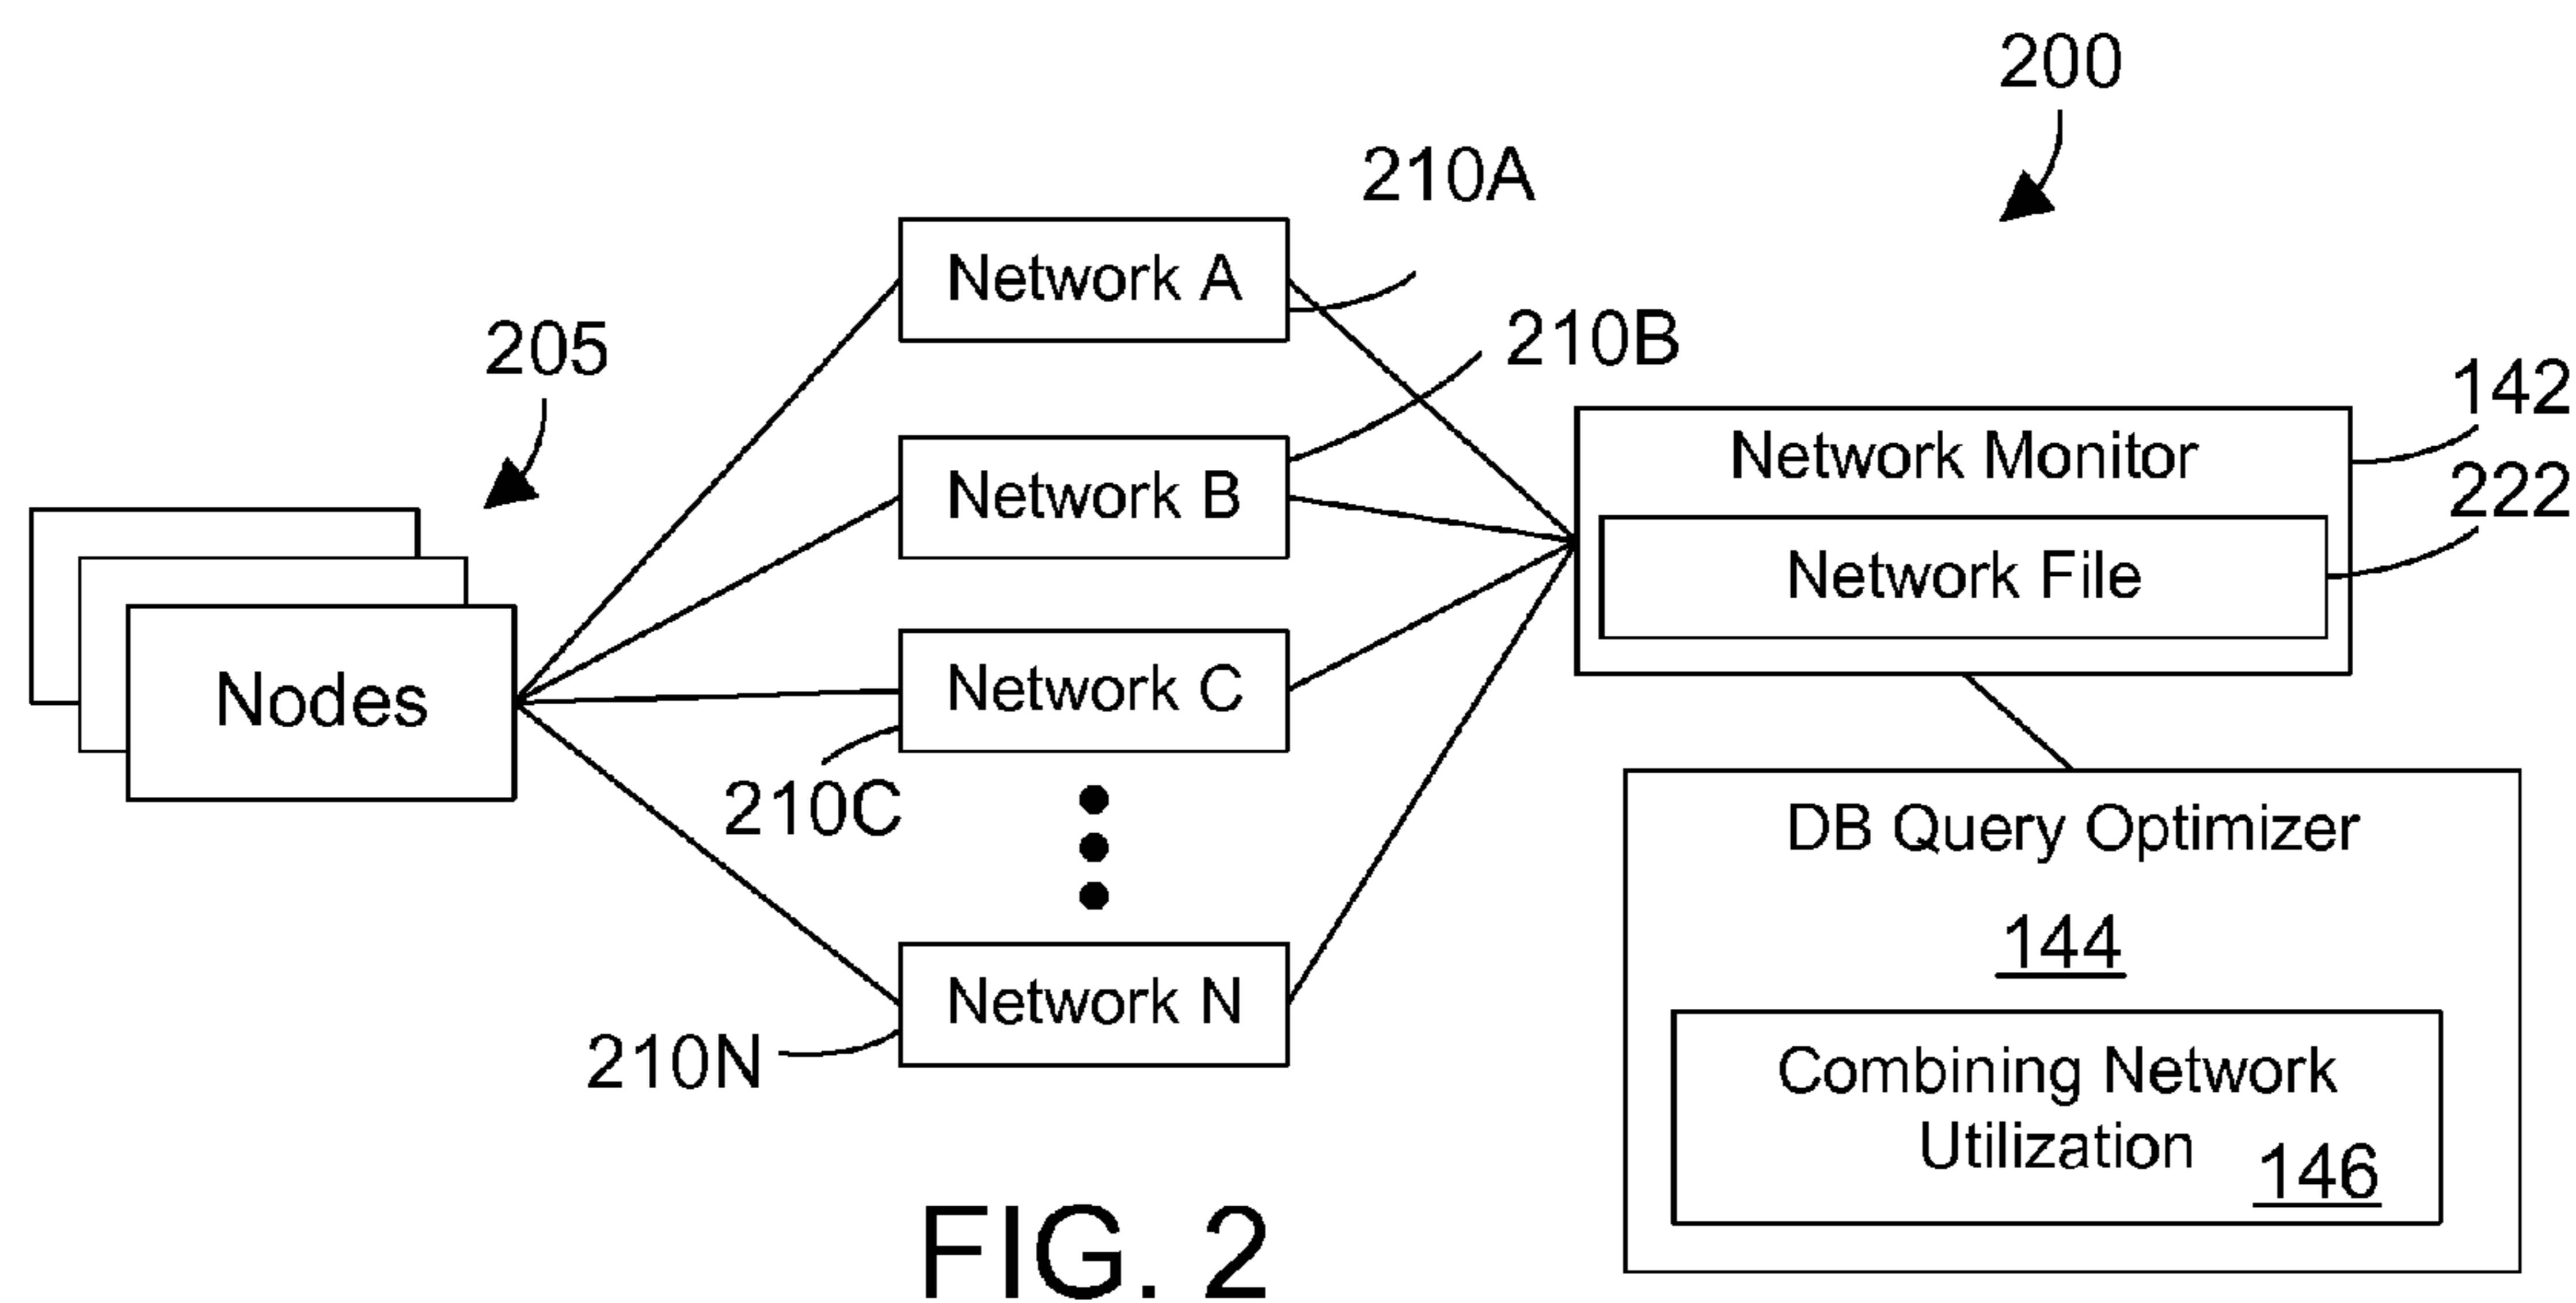 200
210A
Network A
210B
205
142
Network Monitor
Network B
222
Network File
Network C
Nodes
210C
DB Query Optimizer
144
Network N
210N
Combining Network
Utilization 146
FIG. 2